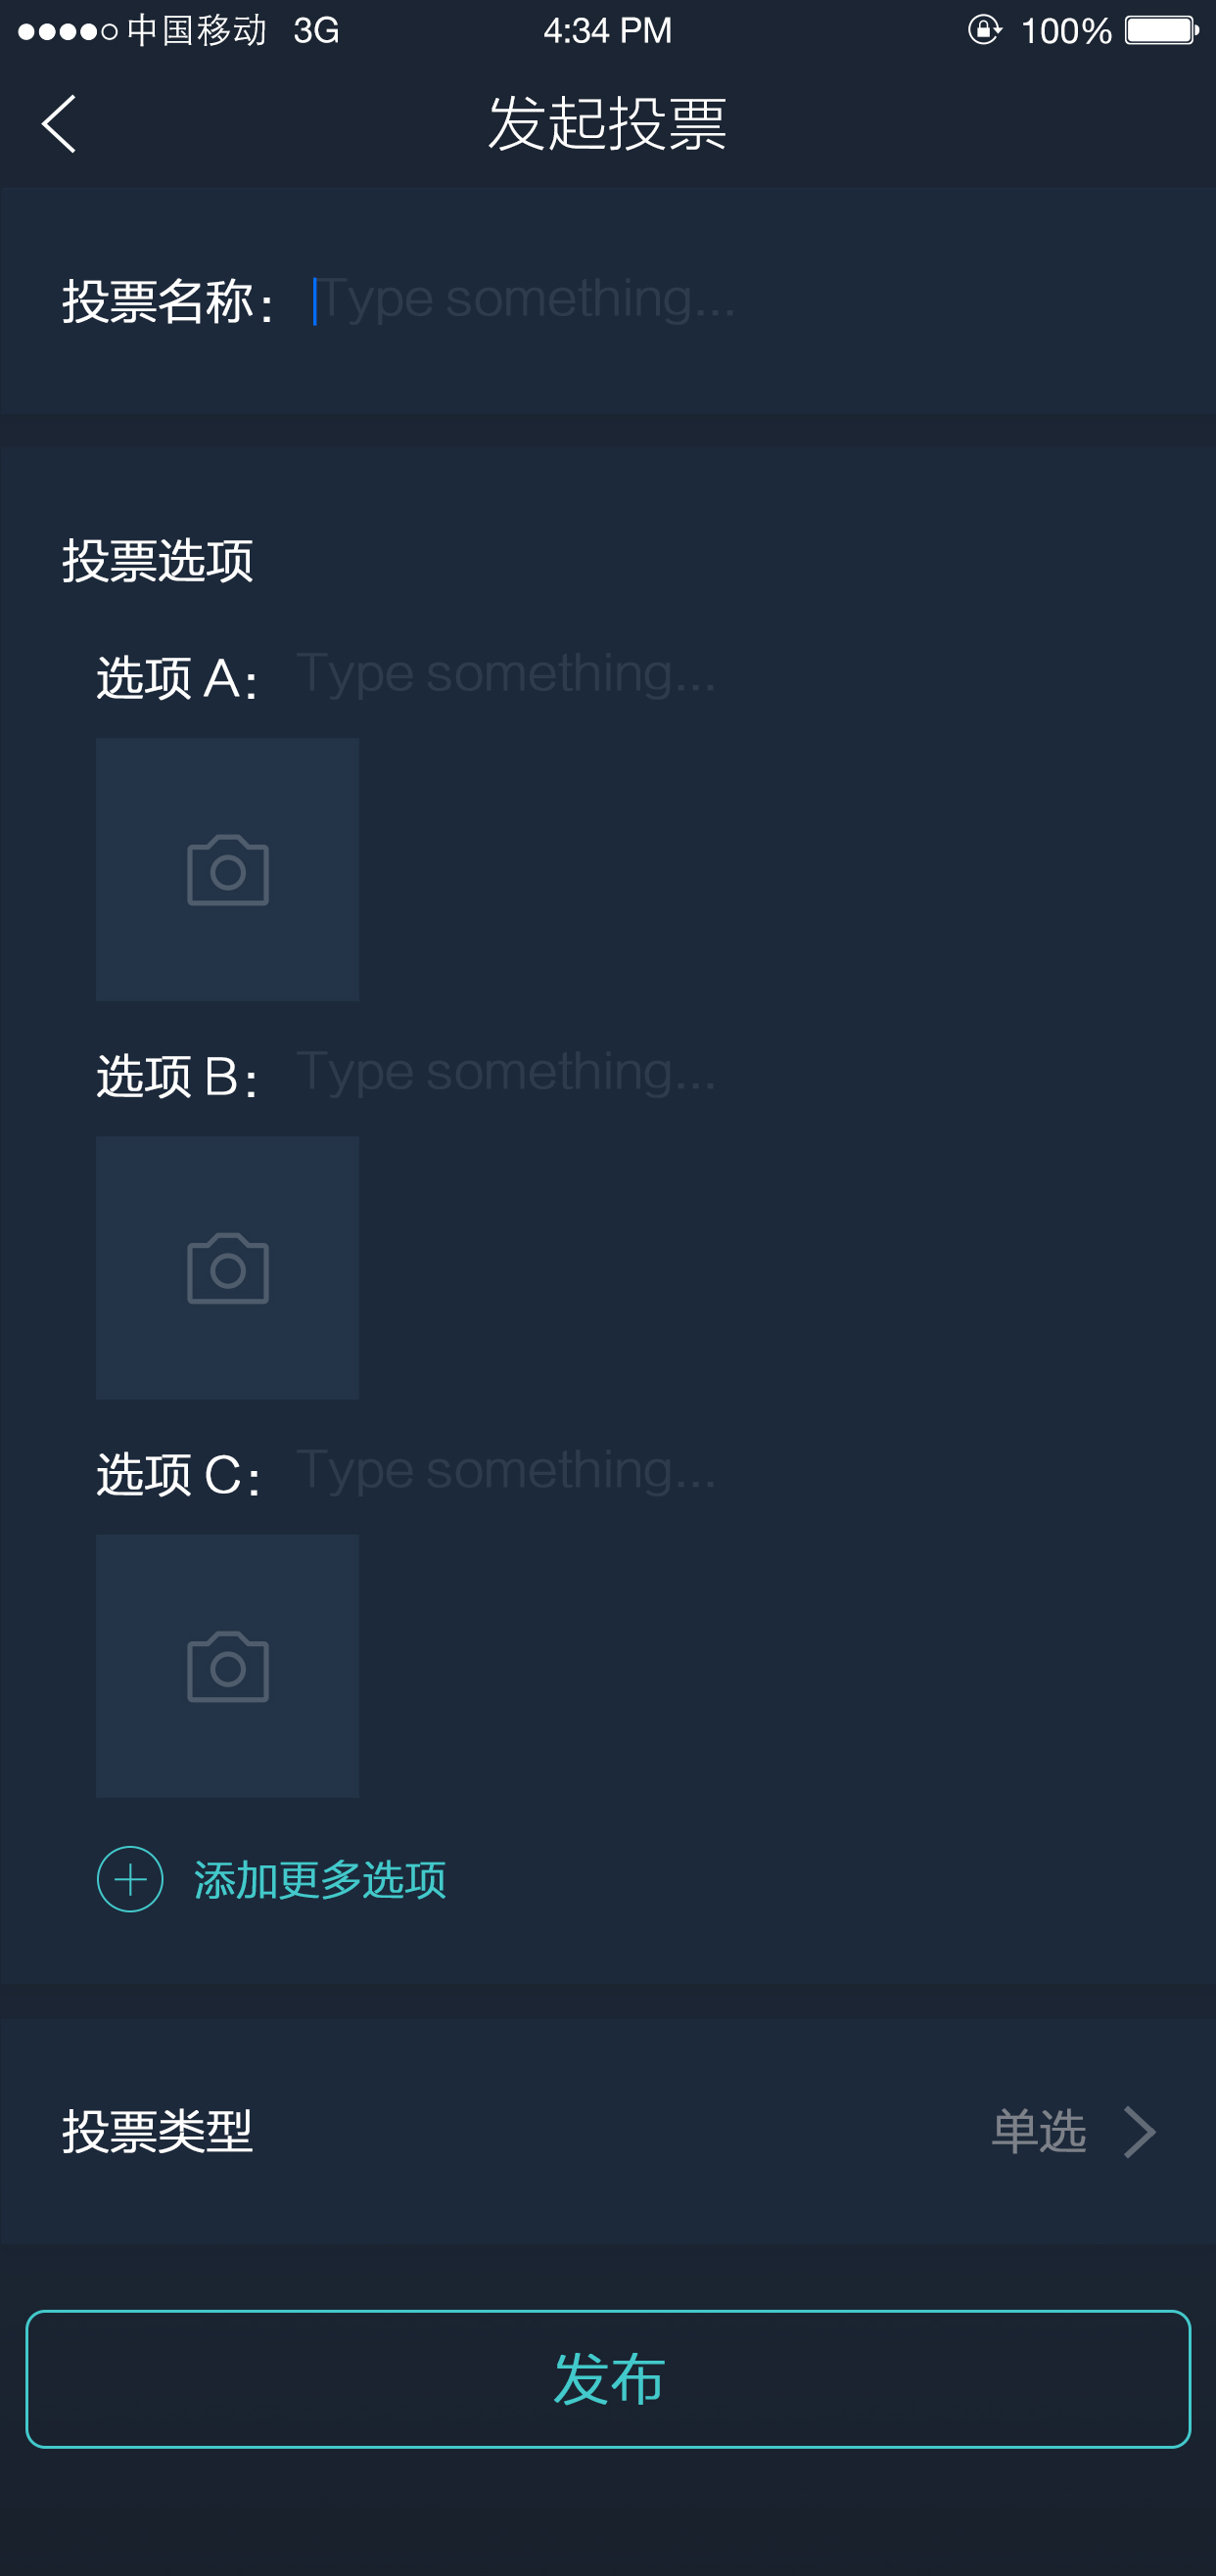 中国移动 3G 4:34 PM 100%
发起投票
投票名称： Type something...
投票选项
选项 A： Type something...
选项 B： Type something...
选项 C： Type something...
添加更多选项
投票类型 单选
发布